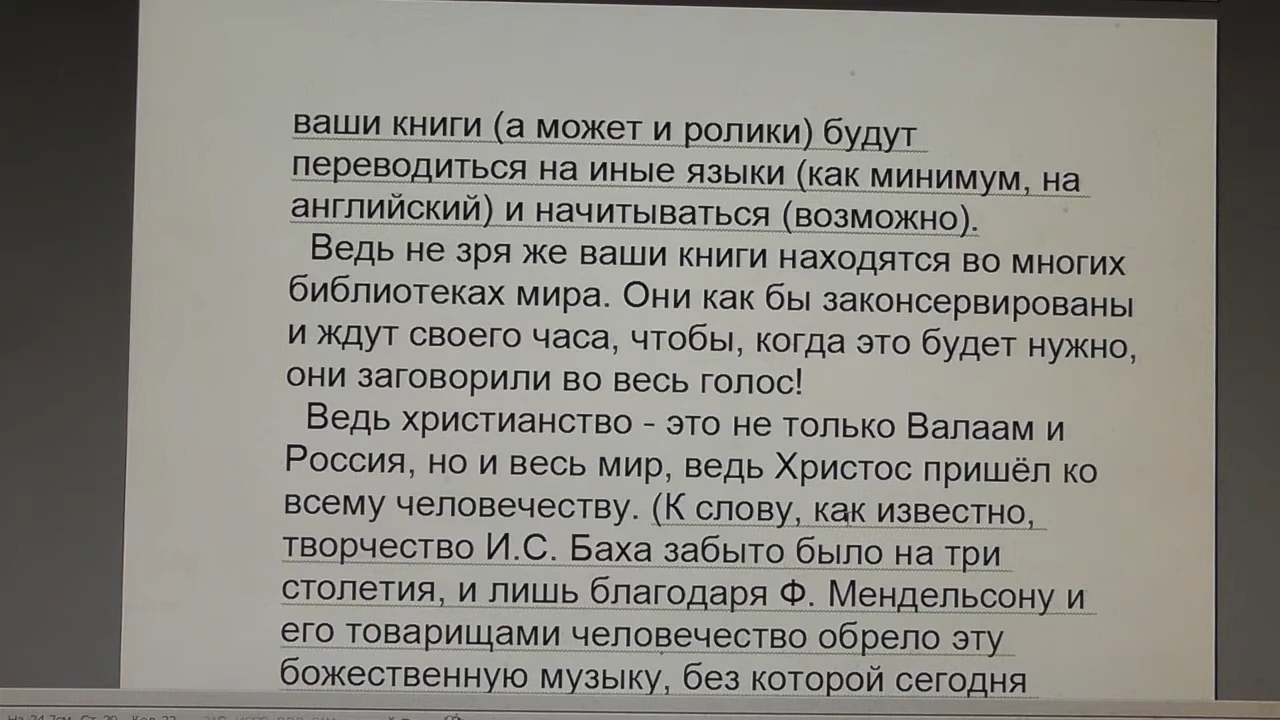 ваши книги (а может и ролики) будут
переводиться на иные языки (как минимум, на
английский) и начитываться (возможно).
Ведь не зря же ваши книги находятся во многих
библиотеках мира. Они как бы законсервированы
и ждут своего часа, чтобы, когда это будет нужно,
они заговорили во весь голос!
Ведь христианство - это не только Валаам и
Россия, но и весь мир, ведь Христос пришёл ко
всему человечеству. (К слову, как известно,
творчество И.С. Баха забыто было на три
столетия, и лишь благодаря Ф. Мендельсону и
его товарищами человечество обрело эту
божественную музыку, без которой сегодня